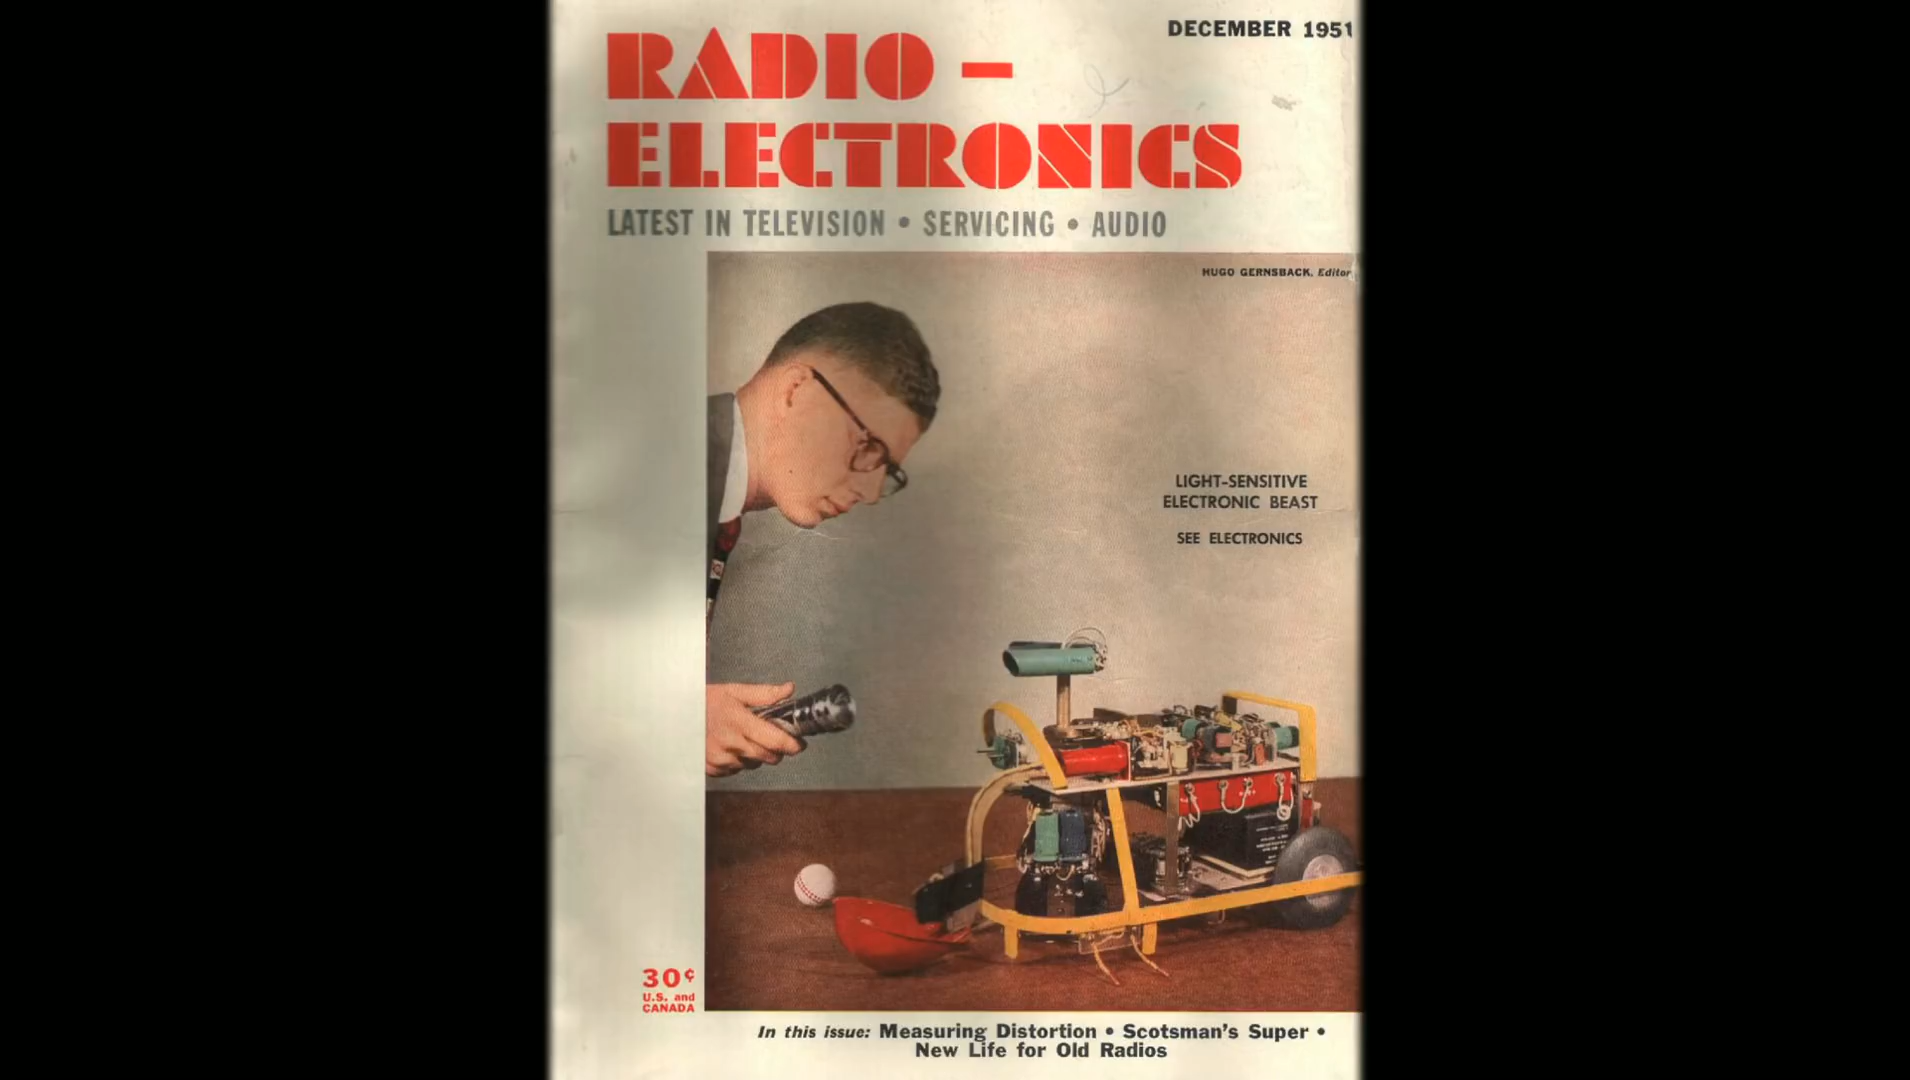 DECEMBER 1951
RADIO –
ELECTRONICS
LATEST IN TELEVISION • SERVICING • AUDIO
HUGO GERNSBACK, Editor
LIGHT-SENSITIVE
ELECTRONIC BEAST
SEE ELECTRONICS
30¢
U.S. and
CANADA
In this issue: Measuring Distortion • Scotsman's Super •
New Life for Old Radios